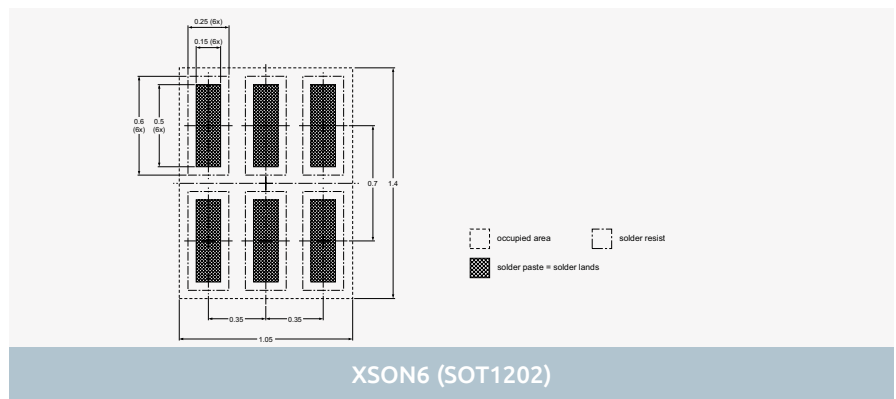 0.25 (6x)
0.15 (6x)
0.6
(6x)
0.5
(6x)
0.7
1.4
occupied area
solder resist
solder paste = solder lands
0.35
0.35
1.05
XSON6 (SOT1202)